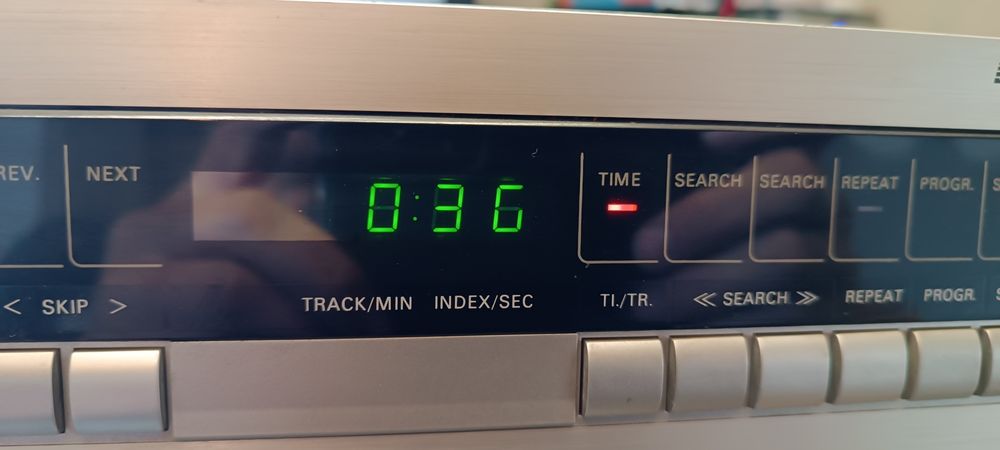 REV. NEXT 0:36 TIME SEARCH SEARCH REPEAT PROGR.
< SKIP > TRACK/MIN INDEX/SEC TI./TR. ≪ SEARCH ≫ REPEAT PROGR.